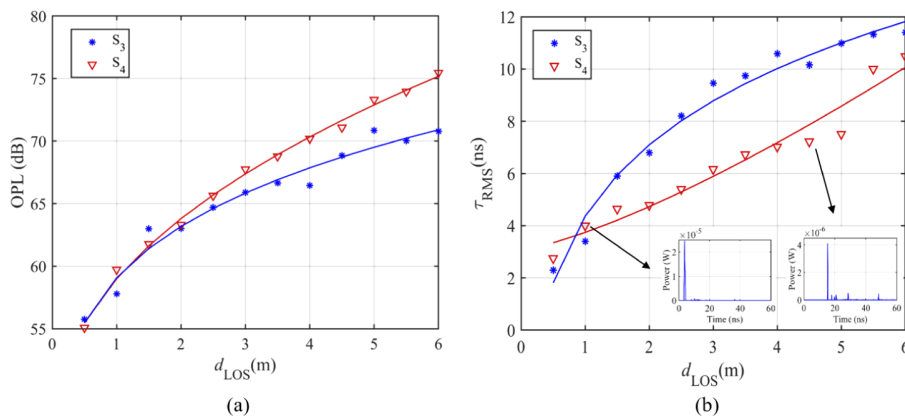 (a)
80
75
70
65
60
55
OPL (dB)
S3
S4
0 1 2 3 4 5 6
dLOS(m)
(a)
(b)
12
10
8
6
4
2
0
τRMS(ns)
S3
S4
×10-5
2
1
0
Power (W)
0 20 40 60
Time (ns)
×10-6
4
2
0
Power (W)
0 20 40 60
Time (ns)
0 1 2 3 4 5 6
dLOS(m)
(b)